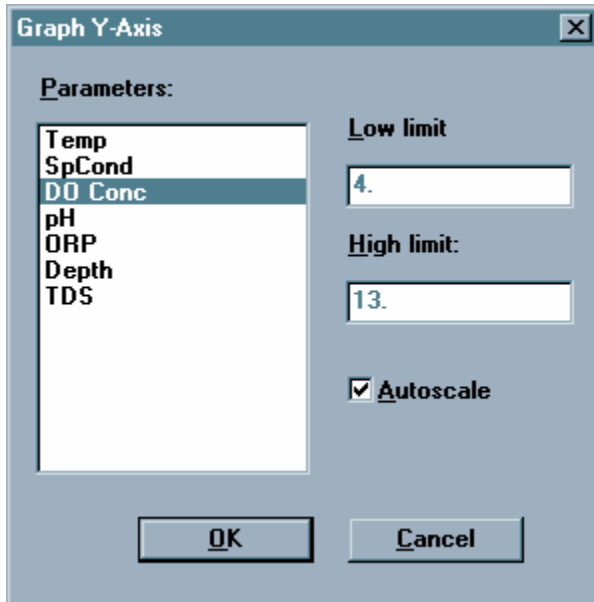 Graph Y-Axis
Parameters:
Temp
SpCond
DO Conc
pH
ORP
Depth
TDS
Low limit
4.
High limit:
13.
Autoscale
OK
Cancel